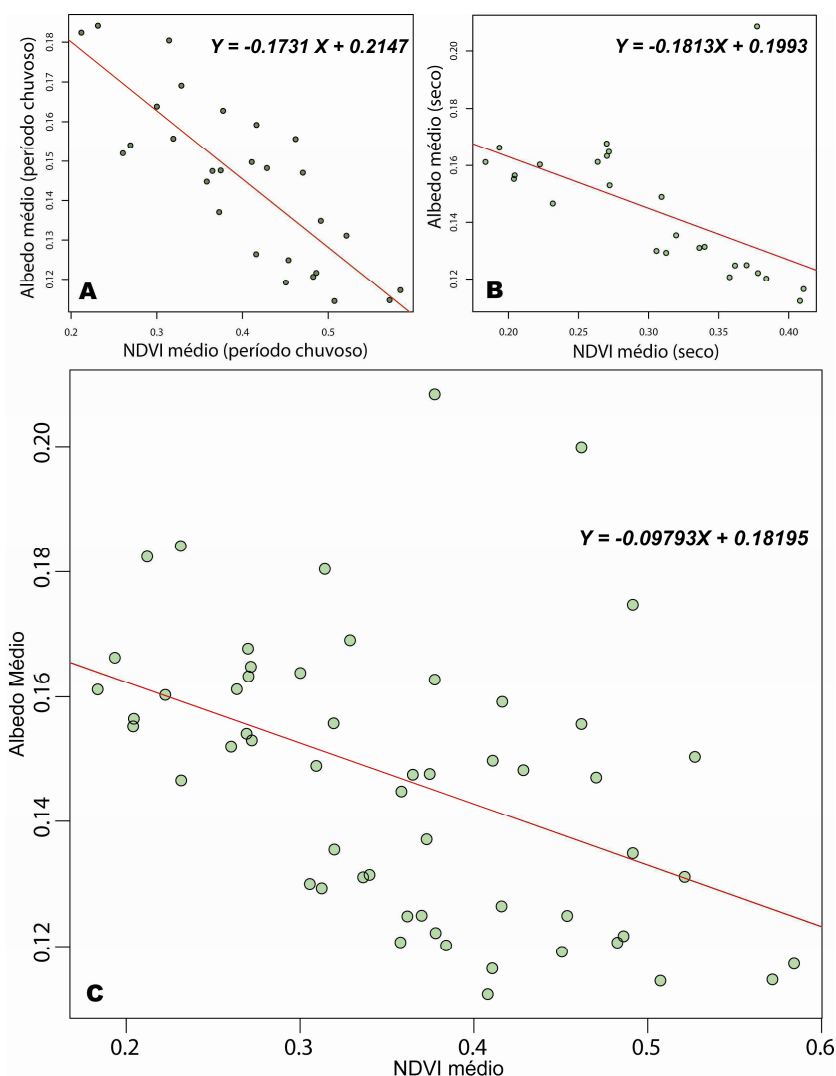 Y = -0.1731 X + 0.2147
Albedo médio (período chuvoso)
0.18
0.17
0.16
0.15
0.14
0.13
0.12
A
0.2
0.3
0.4
0.5
NDVI médio (período chuvoso)
Y = -0.1813X + 0.1993
Albedo médio (seco)
0.20
0.18
0.16
0.14
0.12
B
0.20
0.25
0.30
0.35
0.40
NDVI médio (seco)
Y = -0.09793X + 0.18195
Albedo Médio
0.20
0.18
0.16
0.14
0.12
C
0.2
0.3
0.4
0.5
0.6
NDVI médio